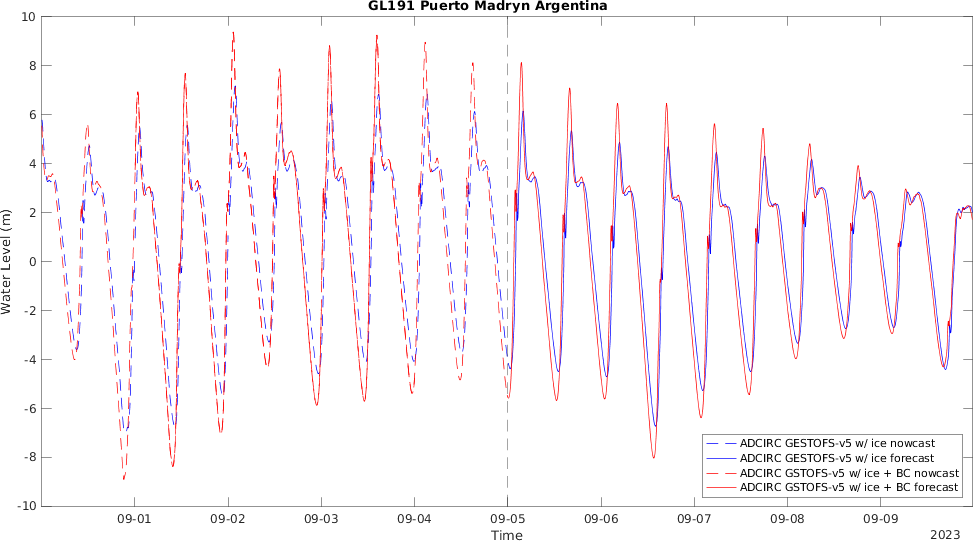 GL191 Puerto Madryn Argentina
10
8
6
4
2
0
-2
-4
-6
-8
-10
Water Level (m)
09-01 09-02 09-03 09-04 09-05 09-06 09-07 09-08 09-09
Time
2023
ADCIRC GESTOFS-v5 w/ ice nowcast
ADCIRC GESTOFS-v5 w/ ice forecast
ADCIRC GSTOFS-v5 w/ ice + BC nowcast
ADCIRC GSTOFS-v5 w/ ice + BC forecast